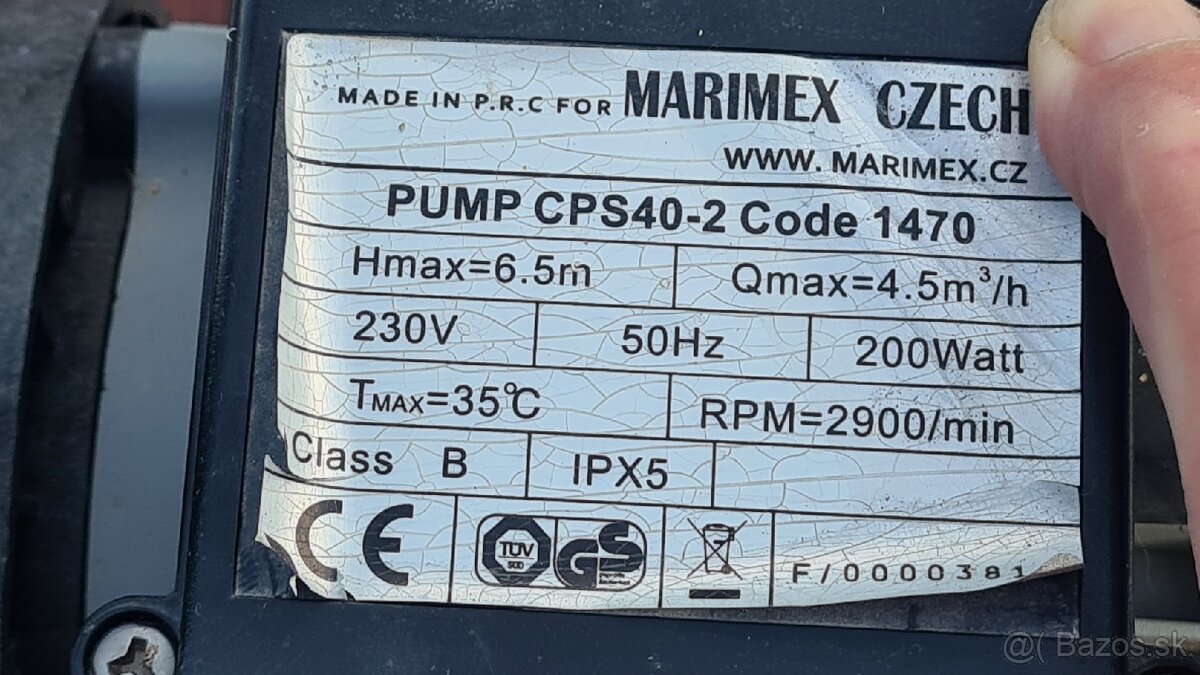 MADE IN P.R.C FOR MARIMEX CZECH
WWW. MARIMEX.CZ
PUMP CPS40-2 Code 1470
Hmax=6.5m Qmax=4.5m³/h
230V 50Hz 200Watt
TMAX=35℃ RPM=2900/min
Class B IPX5
CE TÜV SÜD GS F/0000381
@( Bazos.sk